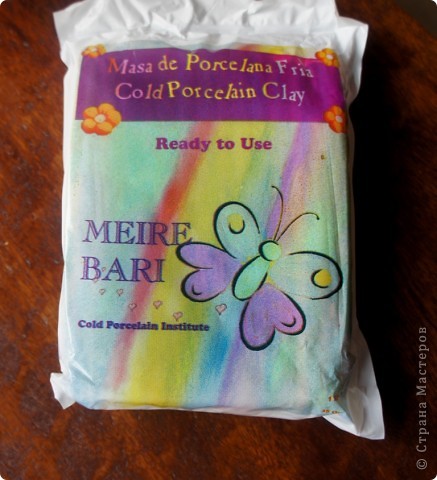 Masa de Porcelana Fria
Cold Porcelain Clay
Ready to Use
MEIRE
BARI
Cold Porcelain Institute
© Страна Мастеров